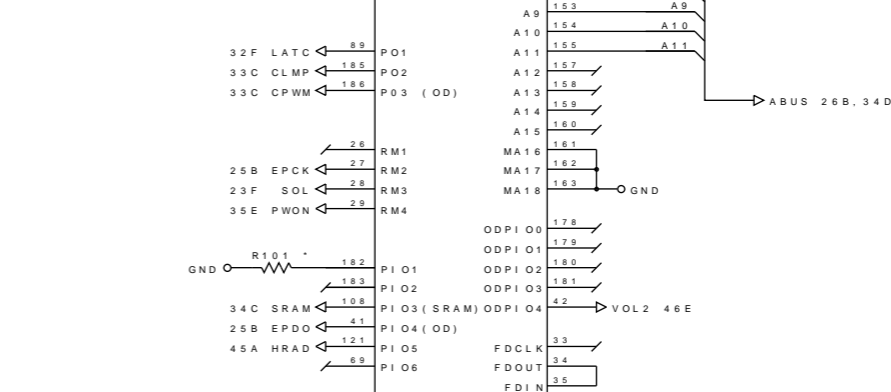 A9 153 A9
A10 154 A10
32F LATC 89 PO1 A11 155 A11
33C CLMP 185 PO2 A12 157
33C CPWM 186 P03 (OD) A13 158
ABUS 26B,34D
A14 159
A15 160
26 RM1 MA16 161
25B EPCK 27 RM2 MA17 162
23F SOL 28 RM3 MA18 163 GND
35E PWON 29 RM4
ODPIO0 178
R101 * ODPIO1 179
GND 182 PIO1 ODPIO2 180
183 PIO2 ODPIO3 181
34C SRAM 108 PIO3(SRAM) ODPIO4 42 VOL2 46E
25B EPDO 41 PIO4(OD)
45A HRAD 121 PIO5 FDCLK 33
69 PIO6 FDOUT 34
FDIN 35